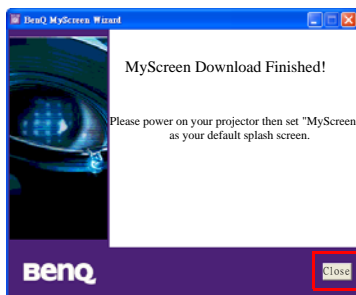 BenQ MyScreen Wizard
MyScreen Download Finished!
Please power on your projector then set "MyScreen
as your default splash screen.
BenQ
Close